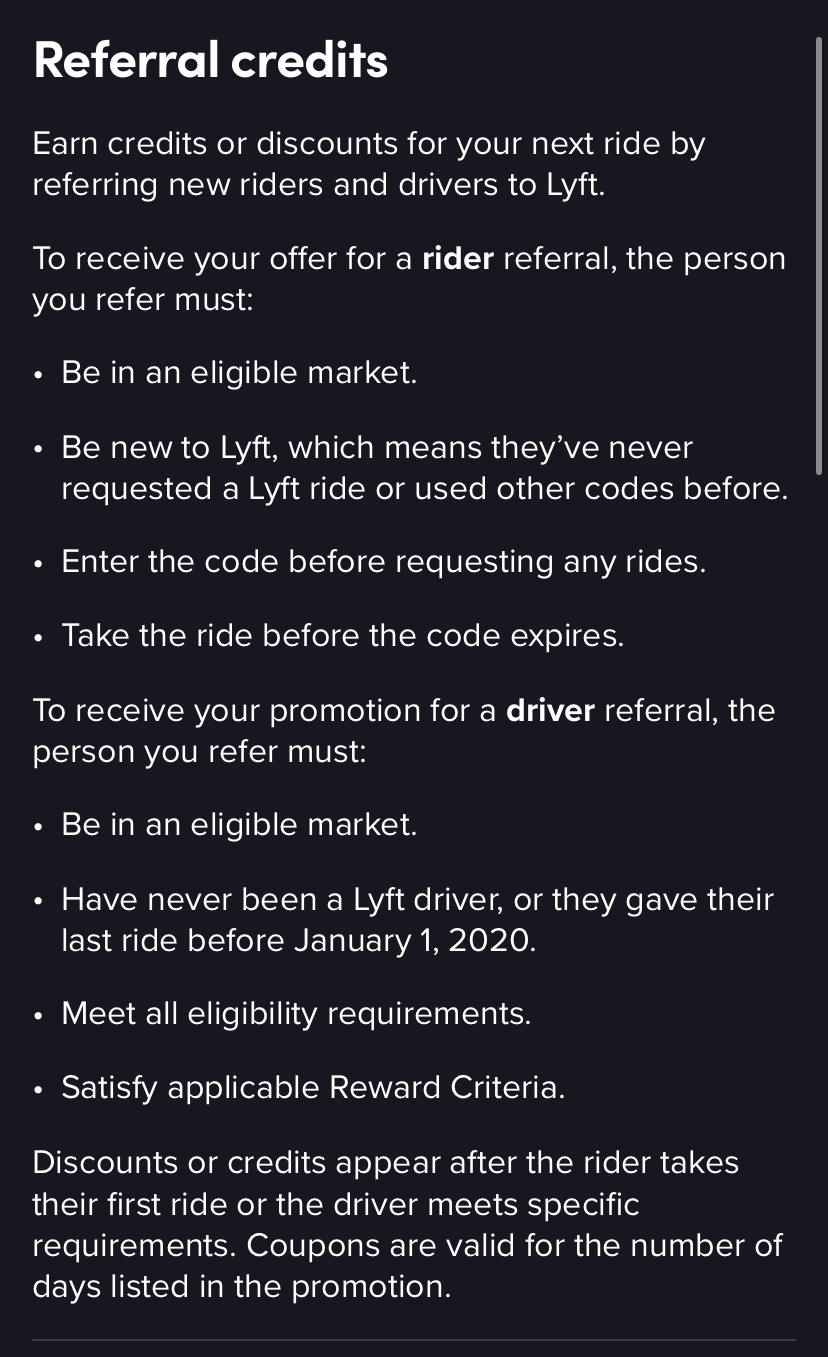 Referral credits
Earn credits or discounts for your next ride by
referring new riders and drivers to Lyft.
To receive your offer for a rider referral, the person
you refer must:
• Be in an eligible market.
• Be new to Lyft, which means they’ve never
requested a Lyft ride or used other codes before.
• Enter the code before requesting any rides.
• Take the ride before the code expires.
To receive your promotion for a driver referral, the
person you refer must:
• Be in an eligible market.
• Have never been a Lyft driver, or they gave their
last ride before January 1, 2020.
• Meet all eligibility requirements.
• Satisfy applicable Reward Criteria.
Discounts or credits appear after the rider takes
their first ride or the driver meets specific
requirements. Coupons are valid for the number of
days listed in the promotion.